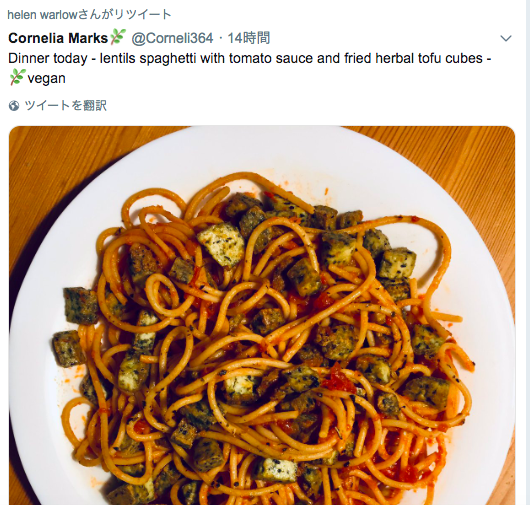 helen warlowさんがリツイート
Cornelia Marks🌿 @Corneli364 · 14時間
Dinner today - lentils spaghetti with tomato sauce and fried herbal tofu cubes -
🌿vegan
ツイートを翻訳